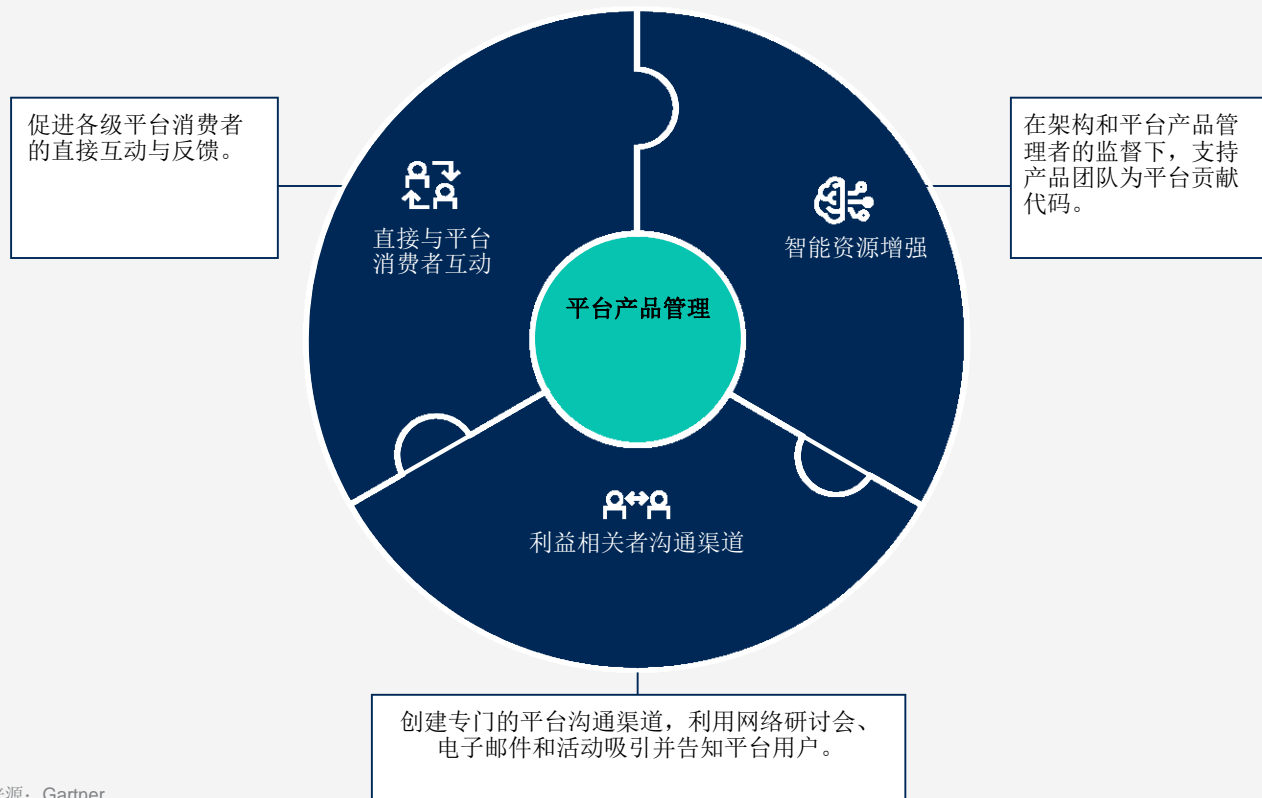 促进各级平台消费者
的直接互动与反馈。
直接与平台
消费者互动
平台产品管理
智能资源增强
在架构和平台产品管
理者的监督下，支持
产品团队为平台贡献
代码。
利益相关者沟通渠道
创建专门的平台沟通渠道，利用网络研讨会、
电子邮件和活动吸引并告知平台用户。
来源：Gartner